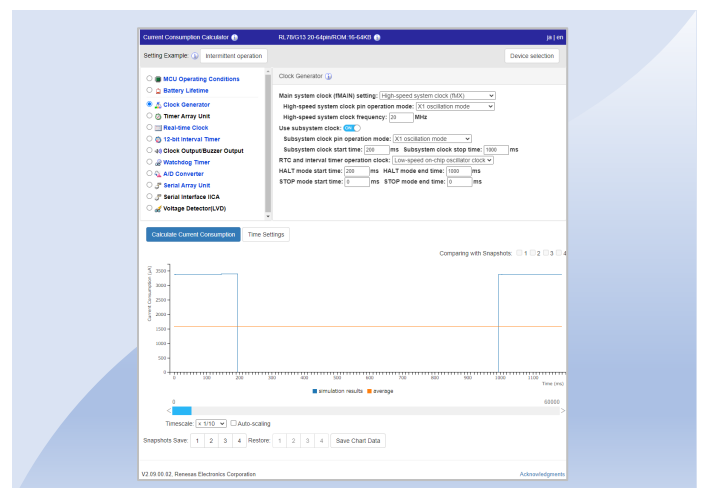 Current Consumption Calculator RL78/G13 20-64pin/ROM 16-64KB ja | en
Setting Example: Intermittent operation Device selection
MCU Operating Conditions
Battery Lifetime
Clock Generator
Timer Array Unit
Real-time Clock
12-bit Interval Timer
Clock Output/Buzzer Output
Watchdog Timer
A/D Converter
Serial Array Unit
Serial Interface IICA
Voltage Detector(LVD)
Clock Generator
Main system clock (fMAIN) setting: High-speed system clock (fMX)
High-speed system clock pin operation mode: X1 oscillation mode
High-speed system clock frequency: 20 MHz
Use subsystem clock: ON
Subsystem clock pin operation mode: X1 oscillation mode
Subsystem clock start time: 200 ms Subsystem clock stop time: 1000 ms
RTC and interval timer operation clock: Low-speed on-chip oscillator clock
HALT mode start time: 200 ms HALT mode end time: 1000 ms
STOP mode start time: 0 ms STOP mode end time: 0 ms
Calculate Current Consumption Time Settings
Comparing with Snapshots: 1 2 3 4
Current Consumption (μA)
3500
3000
2500
2000
1500
1000
500
0 100 200 300 400 500 600 700 800 900 1000 1100
Time (ms)
simulation results average
0 60000
< >
Timescale: x 1/10 Auto-scaling
Snapshots Save: 1 2 3 4 Restore: 1 2 3 4 Save Chart Data
V2.09.00.02, Renesas Electronics Corporation Acknowledgments